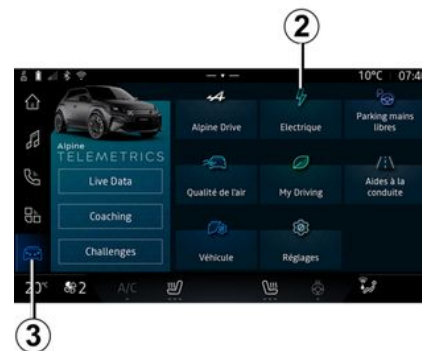 2
10°C 07:40
Alpine Drive
Electrique
Parking mains
libres
Alpine
TELEMETRICS
Live Data
Coaching
Challenges
Qualité de l'air
My Driving
Aides à la
conduite
Véhicule
Réglages
20°C
2
A/C
3